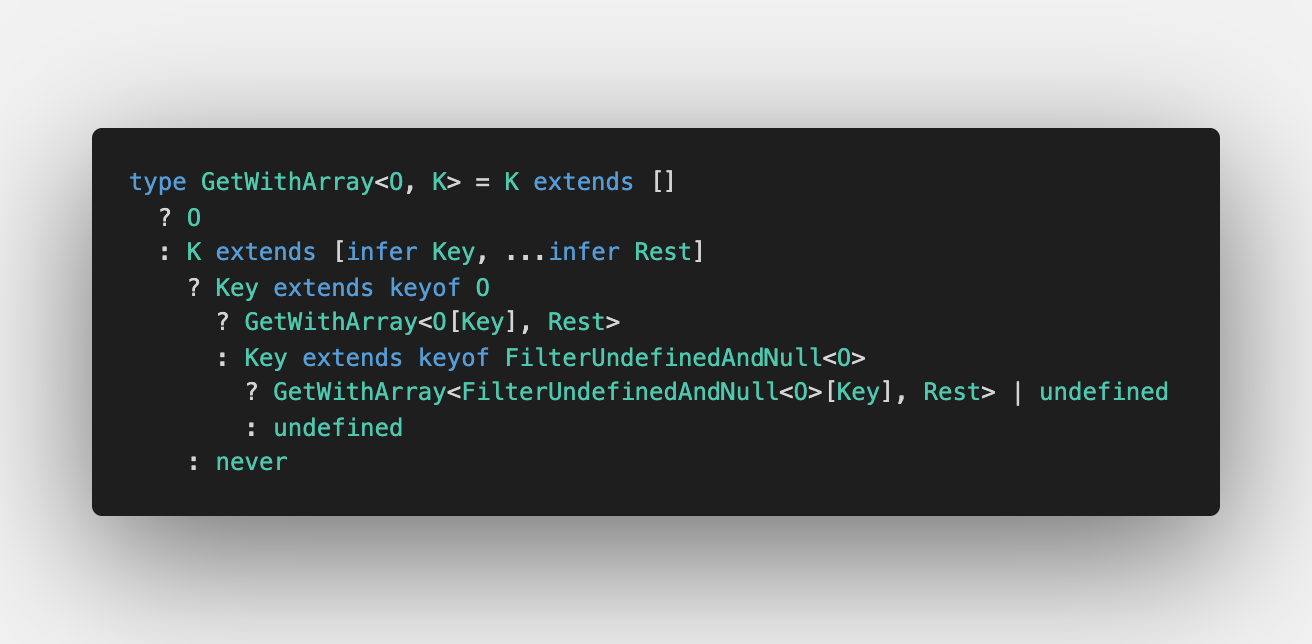 type GetWithArray<O, K> = K extends []
  ? O
  : K extends [infer Key, ...infer Rest]
    ? Key extends keyof O
      ? GetWithArray<O[Key], Rest>
      : Key extends keyof FilterUndefinedAndNull<O>
        ? GetWithArray<FilterUndefinedAndNull<O>[Key], Rest> | undefined
        : undefined
    : never